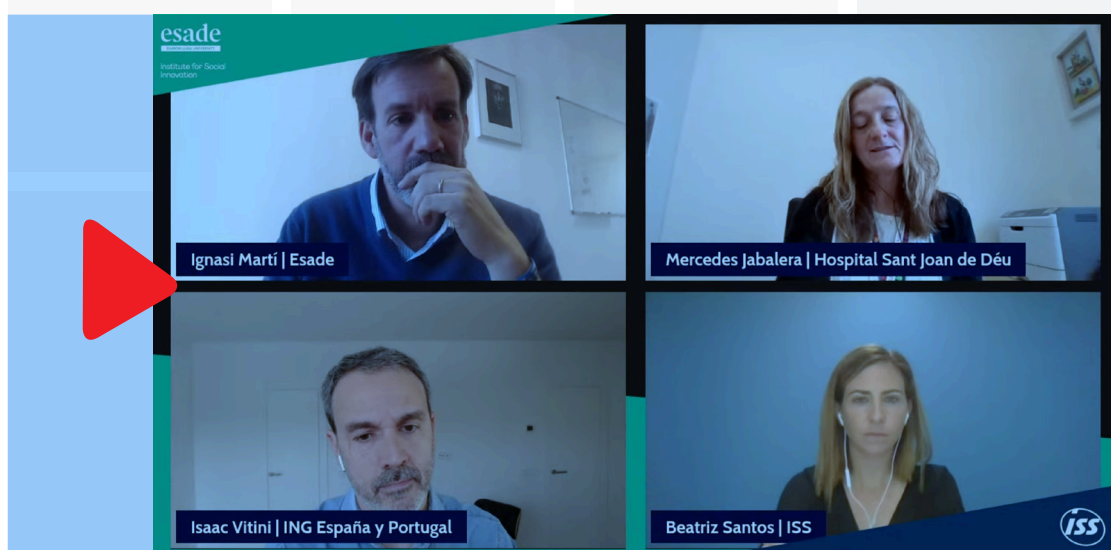 esade
Institute for Social
Innovation
Ignasi Martí | Esade
Mercedes Jabalera | Hospital Sant Joan de Déu
Isaac Vitini | ING España y Portugal
Beatriz Santos | ISS
ISS